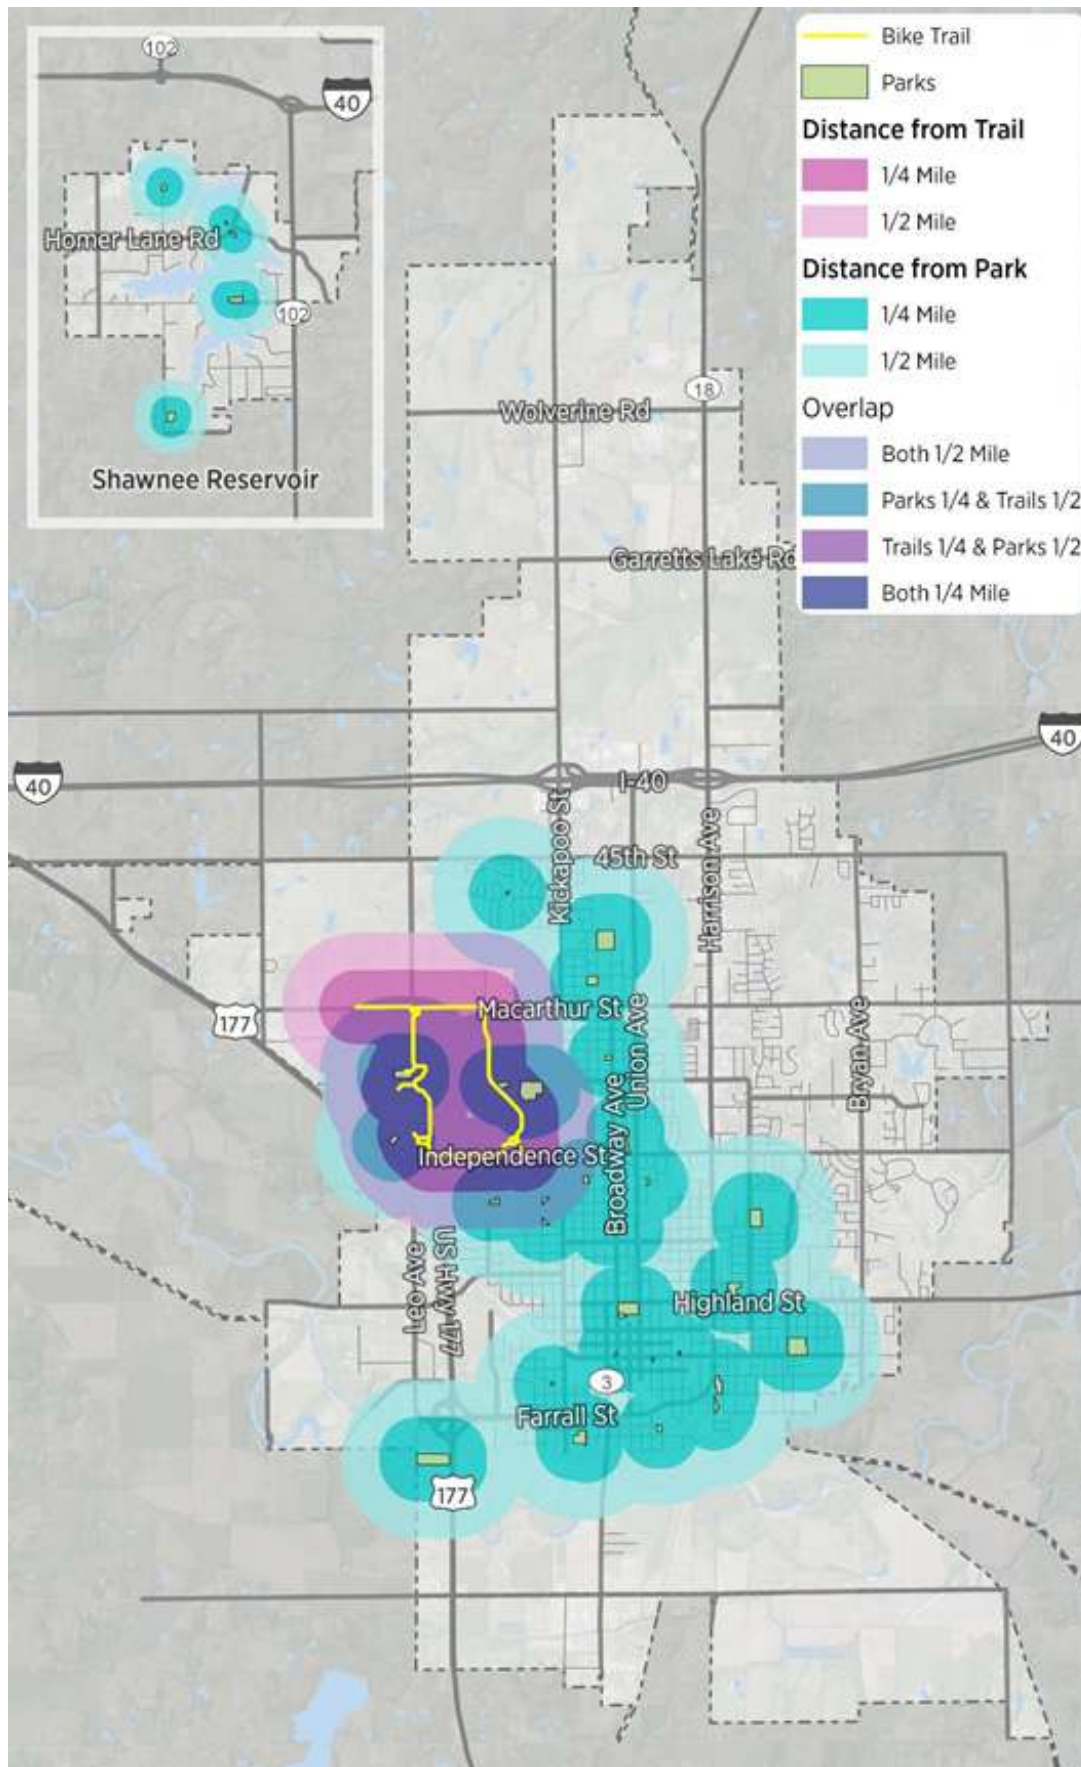 102
40
Homer Lane Rd
102
Shawnee Reservoir
Bike Trail
Parks
Distance from Trail
1/4 Mile
1/2 Mile
Distance from Park
1/4 Mile
1/2 Mile
Overlap
Both 1/2 Mile
Parks 1/4 & Trails 1/2
Trails 1/4 & Parks 1/2
Both 1/4 Mile
18
Wolverine Rd
Garretts Lake Rd
40
40
I-40
Kickapoo St
45th St
Harrison Ave
177
Macarthur St
Union Ave
Bryan Ave
Broadway Ave
Independence St
Leo Ave
US Hwy 177
Highland St
3
Farrall St
177